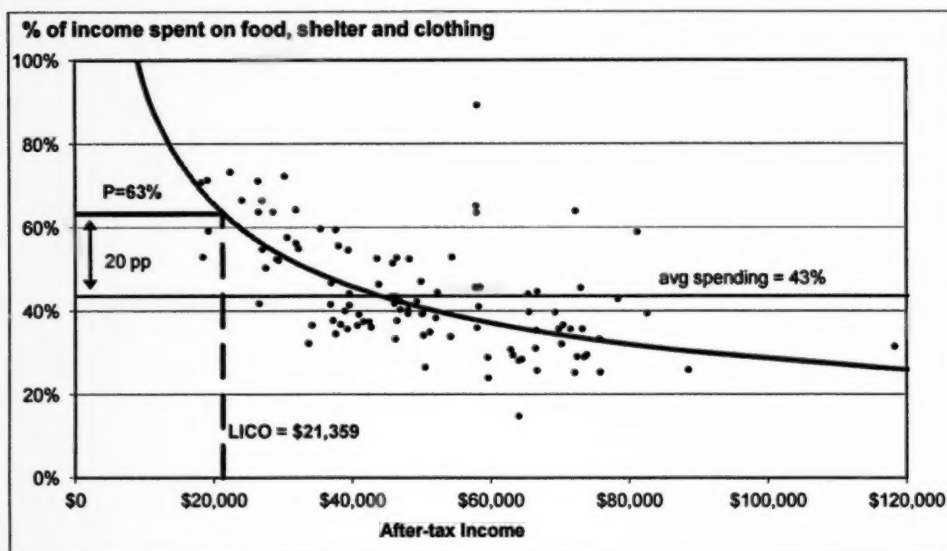 % of income spent on food, shelter and clothing
100%
80%
P=63%
60%
20 pp
avg spending = 43%
40%
20%
LICO = $21,359
0%
$0 $20,000 $40,000 $60,000 $80,000 $100,000 $120,000
After-tax Income